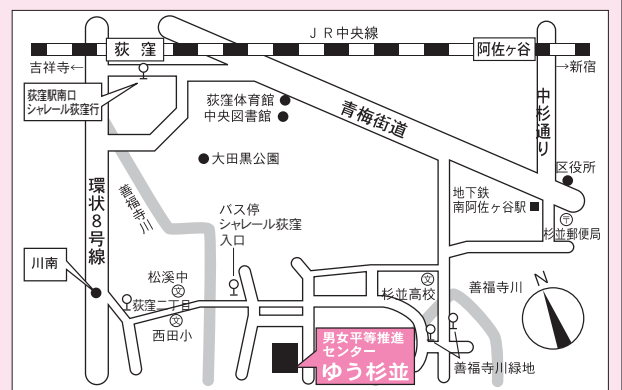 ＪＲ中央線
荻窪
阿佐ヶ谷
吉祥寺←
→新宿
荻窪駅南口
シャレール荻窪行
荻窪体育館
中央図書館
青梅街道
中杉通り
大田黒公園
区役所
環状８号線
善福寺川
地下鉄
南阿佐ヶ谷駅
バス停
シャレール荻窪
入口
〒
杉並郵便局
川南
松溪中
文
荻窪二丁目
文
西田小
文
杉並高校
善福寺川
N
男女平等推進
センター
ゆう杉並
善福寺川緑地